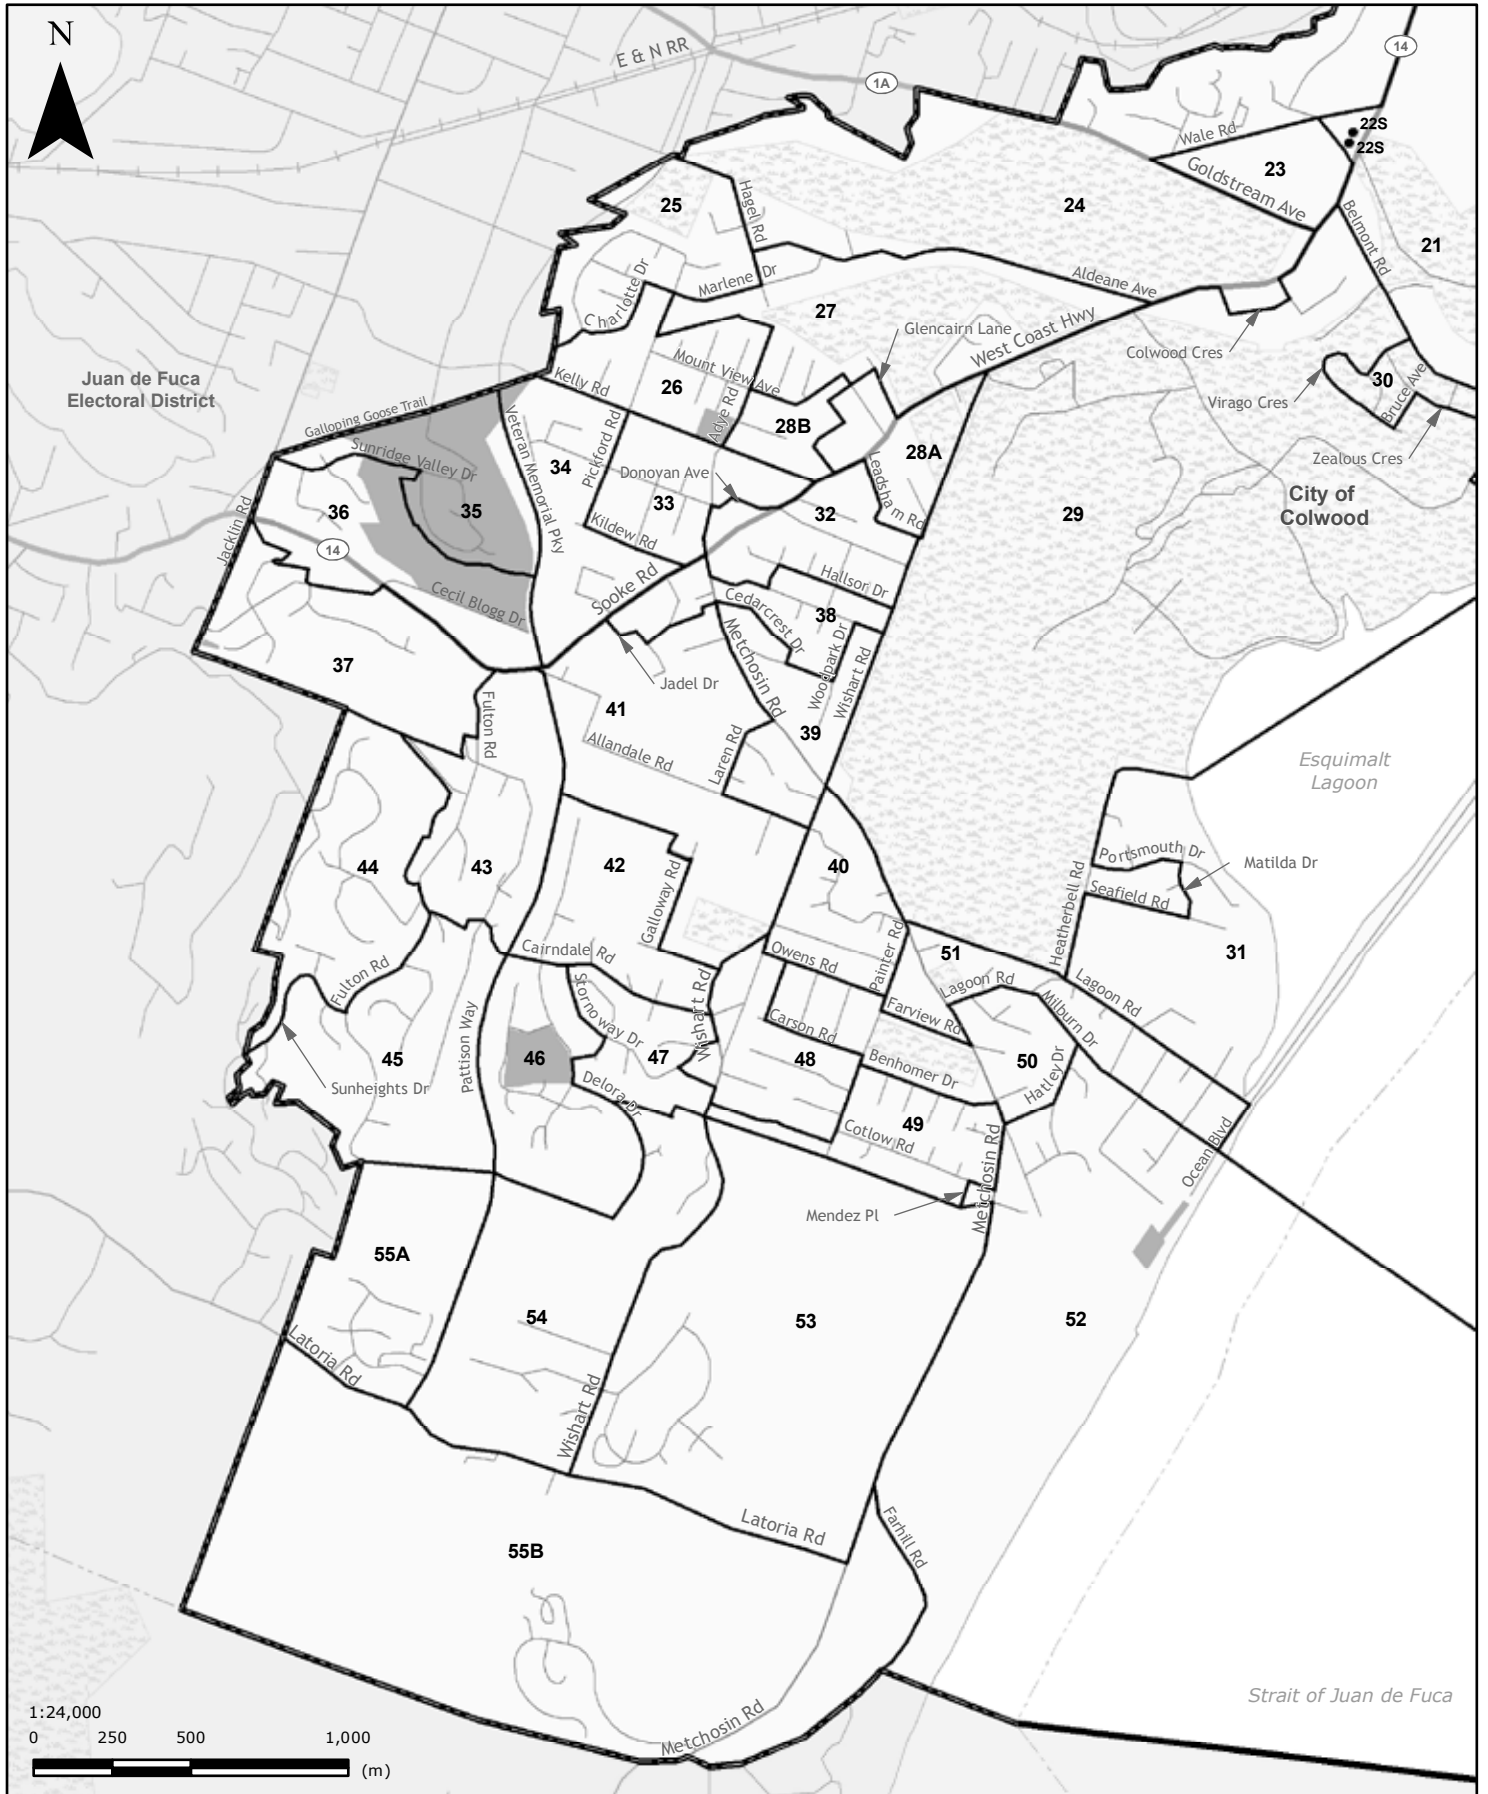 N
E & N RR
1A
14
22S
22S
Wale Rd
23
Goldstream Ave
24
25
Hagel Rd
Belmont Rd
21
Charlotte Dr
Marlene Dr
Aldeane Ave
27
Glencairn Lane
West Coast Hwy
Colwood Cres
Juan de Fuca
Electoral District
Mount View Ave
Kelly Rd
26
Virago Cres
30
Bruce Ave
Galloping Goose Trail
Adye Rd
28B
Veteran Memorial Pky
Pickford Rd
Sunridge Valley Dr
34
Donovan Ave
28A
Leadsham Rd
Zealous Cres
City of
Colwood
36
35
33
32
29
Jacklin Rd
14
Kildew Rd
Hallsor Dr
Cecil Blogg Dr
Sooke Rd
Cedarcrest Dr
38
37
Metchosin Rd
Woodpark Dr
Wishart Rd
Jadel Dr
Fulton Rd
41
39
Allandale Rd
Laren Rd
Esquimalt
Lagoon
44
43
42
40
Portsmouth Dr
Matilda Dr
Seafield Rd
Galloway Rd
Heatherbell Rd
Cairndale Rd
Owens Rd
Painter Rd
51
31
Fulton Rd
Stornoway Dr
Wishart Rd
Lagoon Rd
Lagoon Rd
Milburn Dr
Farview Rd
Carson Rd
Pattison Way
45
46
47
48
Benhomer Dr
50
Hatley Dr
Sunheights Dr
Delora Dr
49
Cotlow Rd
Metchosin Rd
Ocean Blvd
Mendez Pl
55A
54
53
52
Latoria Rd
Wishart Rd
Latoria Rd
Farhill Rd
55B
Strait of Juan de Fuca
Metchosin Rd
1:24,000
0 250 500 1,000
(m)